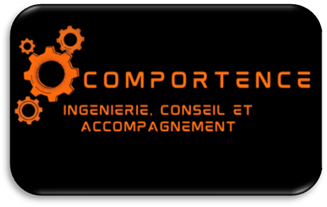 COMPORTENCE
INGENIERIE, CONSEIL ET
ACCOMPAGNEMENT